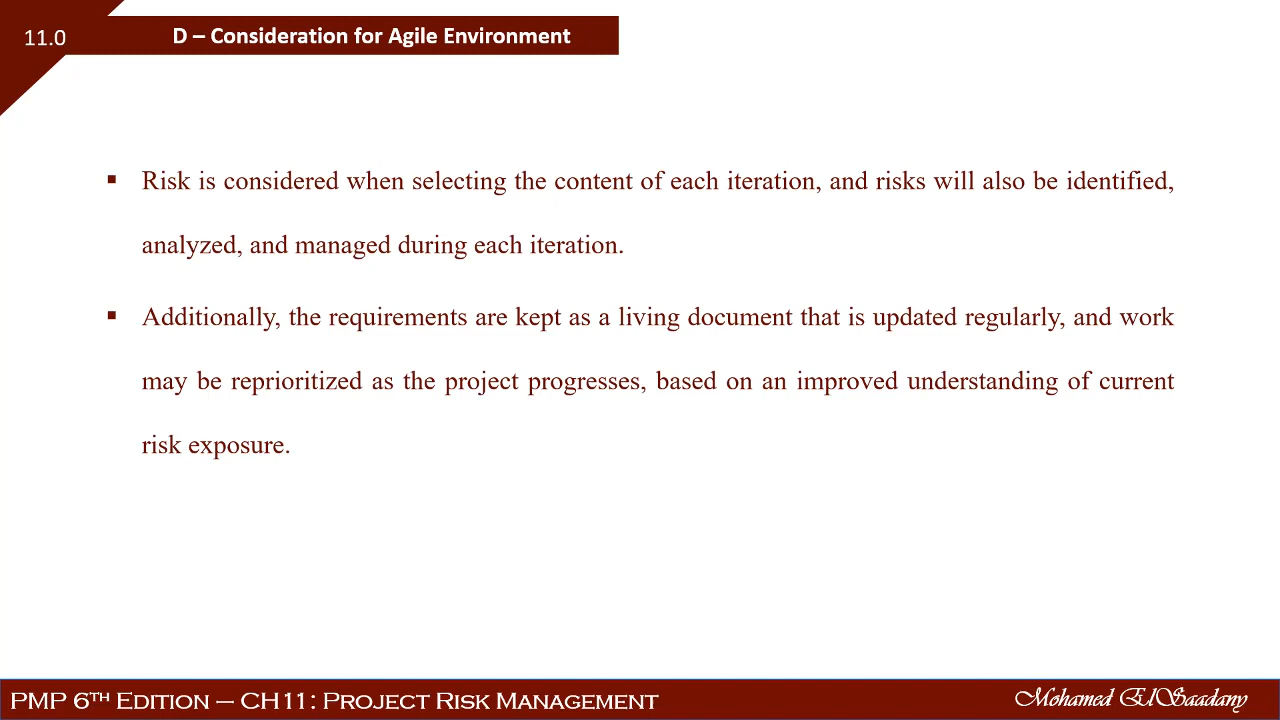 11.0
D – Consideration for Agile Environment
▪ Risk is considered when selecting the content of each iteration, and risks will also be identified,
analyzed, and managed during each iteration.
▪ Additionally, the requirements are kept as a living document that is updated regularly, and work
may be reprioritized as the project progresses, based on an improved understanding of current
risk exposure.
PMP 6TH Edition – CH11: Project Risk Management
Mohamed ElSaadany